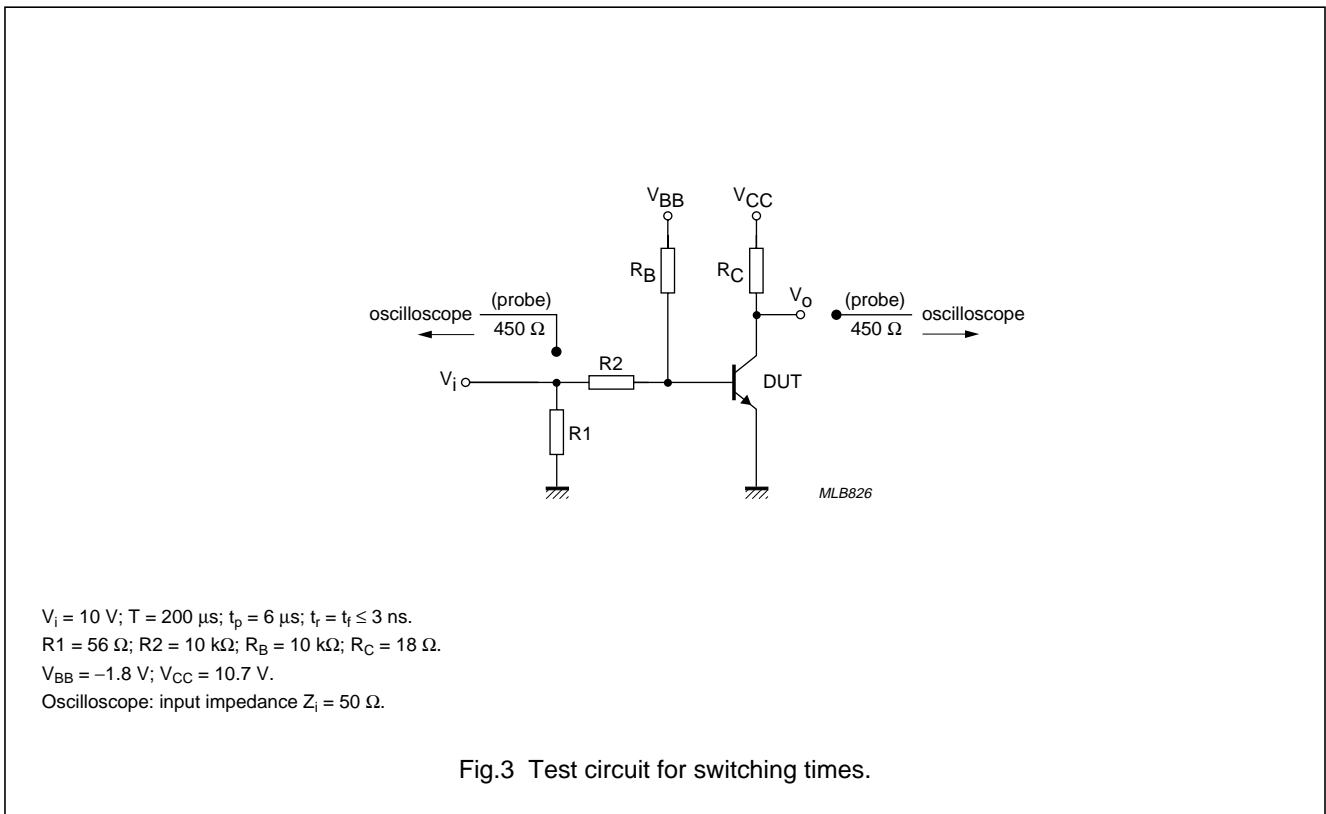 VBB
VCC
RB
RC
Vo
oscilloscope
(probe)
450 Ω
(probe)
450 Ω
oscilloscope
R2
Vi
DUT
R1
MLB826
Vi = 10 V; T = 200 μs; tp = 6 μs; tr = tf ≤ 3 ns.
R1 = 56 Ω; R2 = 10 kΩ; RB = 10 kΩ; RC = 18 Ω.
VBB = −1.8 V; VCC = 10.7 V.
Oscilloscope: input impedance Zi = 50 Ω.
Fig.3 Test circuit for switching times.